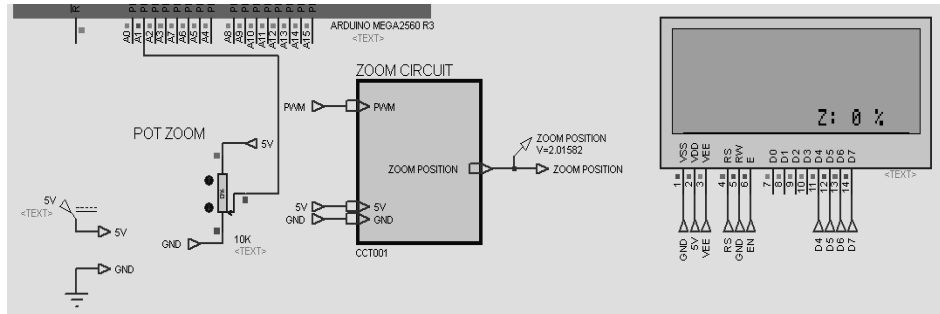 ARDUINO MEGA2560 R3
<TEXT>
A0
A1
A2
A3
A7
A6
A5
A4
A8
A9
A10
A11
A12
A13
A14
A15
ZOOM CIRCUIT
PWM
PWM
ZOOM POSITION
5V
5V
GND
GND
CCT001
ZOOM POSITION
V=2.01582
ZOOM POSITION
POT ZOOM
5V
GND
10K
<TEXT>
5V
<TEXT>
5V
GND
Z: 0 %
VSS
VDD
VEE
RS
RW
E
D0
D1
D2
D3
D4
D5
D6
D7
<TEXT>
1
2
3
4
5
6
7
8
9
10
11
12
13
14
GND
5V
VEE
RS
GND
EN
D4
D5
D6
D7